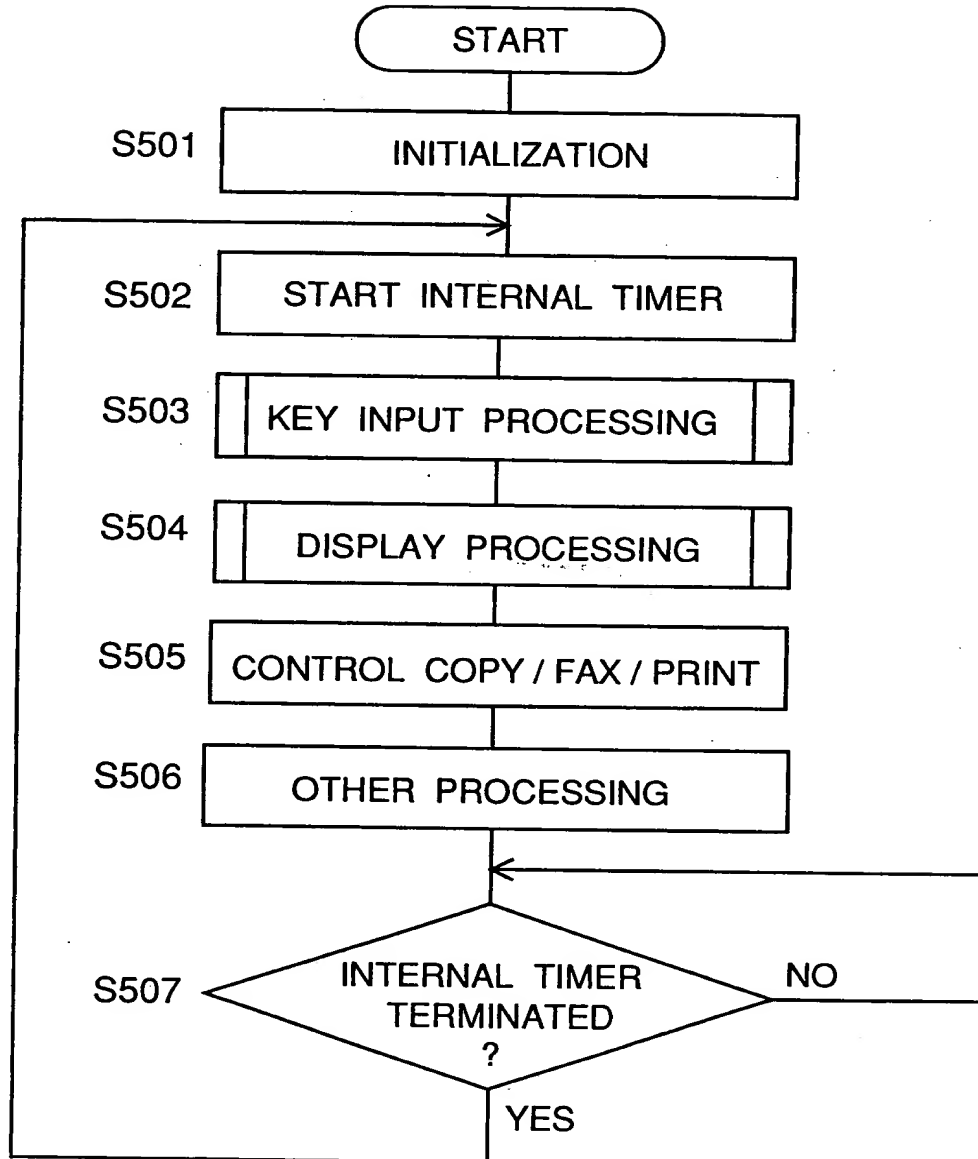 START
S501
INITIALIZATION
S502
START INTERNAL TIMER
S503
KEY INPUT PROCESSING
S504
DISPLAY PROCESSING
S505
CONTROL COPY / FAX / PRINT
S506
OTHER PROCESSING
S507
INTERNAL TIMER
TERMINATED
?
NO
YES